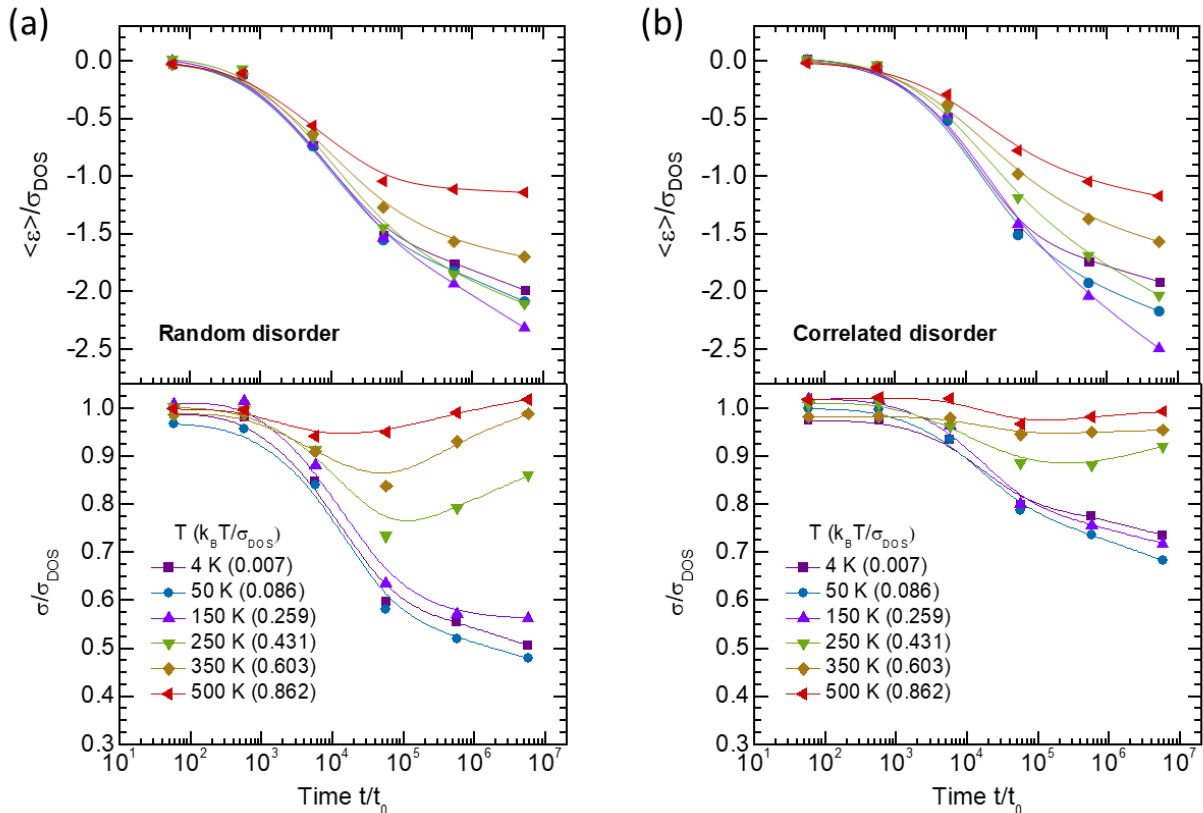 (a)
0.0
-0.5
-1.0
-1.5
-2.0
-2.5
<ε>/σDOS
Random disorder
1.0
0.9
0.8
0.7
0.6
0.5
0.4
0.3
σ/σDOS
T (kBT/σDOS)
4 K (0.007)
50 K (0.086)
150 K (0.259)
250 K (0.431)
350 K (0.603)
500 K (0.862)
10¹ 10² 10³ 10⁴ 10⁵ 10⁶ 10⁷
Time t/t₀
(b)
0.0
-0.5
-1.0
-1.5
-2.0
-2.5
<ε>/σDOS
Correlated disorder
1.0
0.9
0.8
0.7
0.6
0.5
0.4
0.3
σ/σDOS
T (kBT/σDOS)
4 K (0.007)
50 K (0.086)
150 K (0.259)
250 K (0.431)
350 K (0.603)
500 K (0.862)
10¹ 10² 10³ 10⁴ 10⁵ 10⁶ 10⁷
Time t/t₀